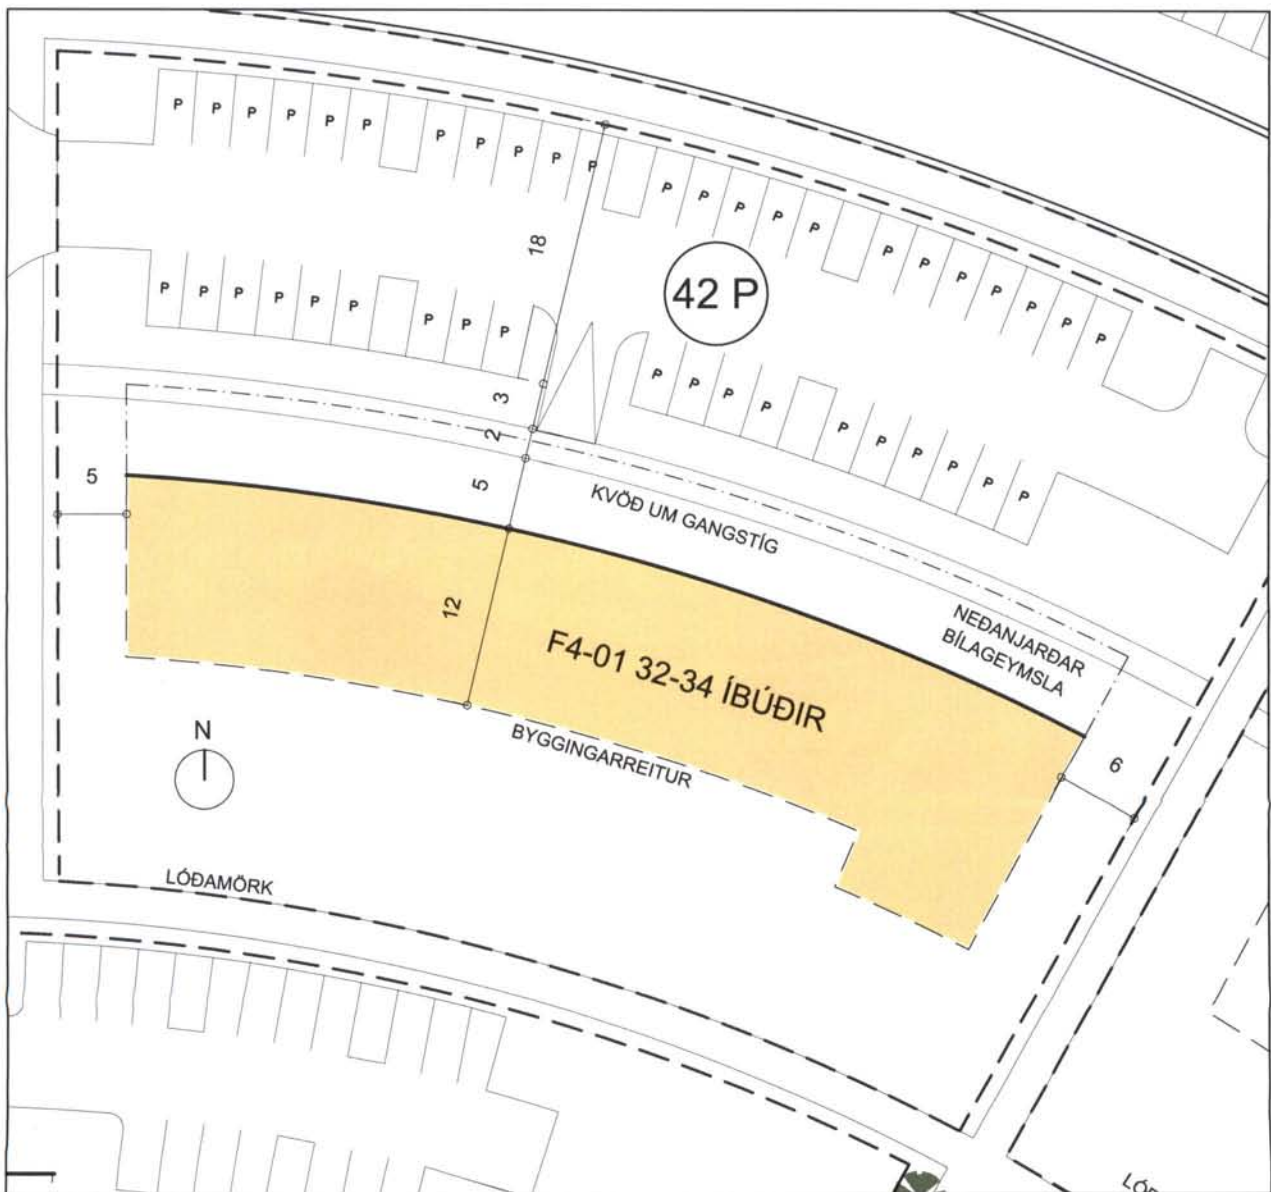 P P P P P P P P P P P P P P P P P P P P P P P
18
42 P
P P P P P P P P P
P P P P P P P P P P
3
2
5
5
KVÖÐ UM GANGSTÍG
12
NEÐANJARÐAR
BÍLAGEYMSLA
F4-01 32-34 ÍBÚÐIR
N
BYGGINGARREITUR
6
LÓÐAMÖRK